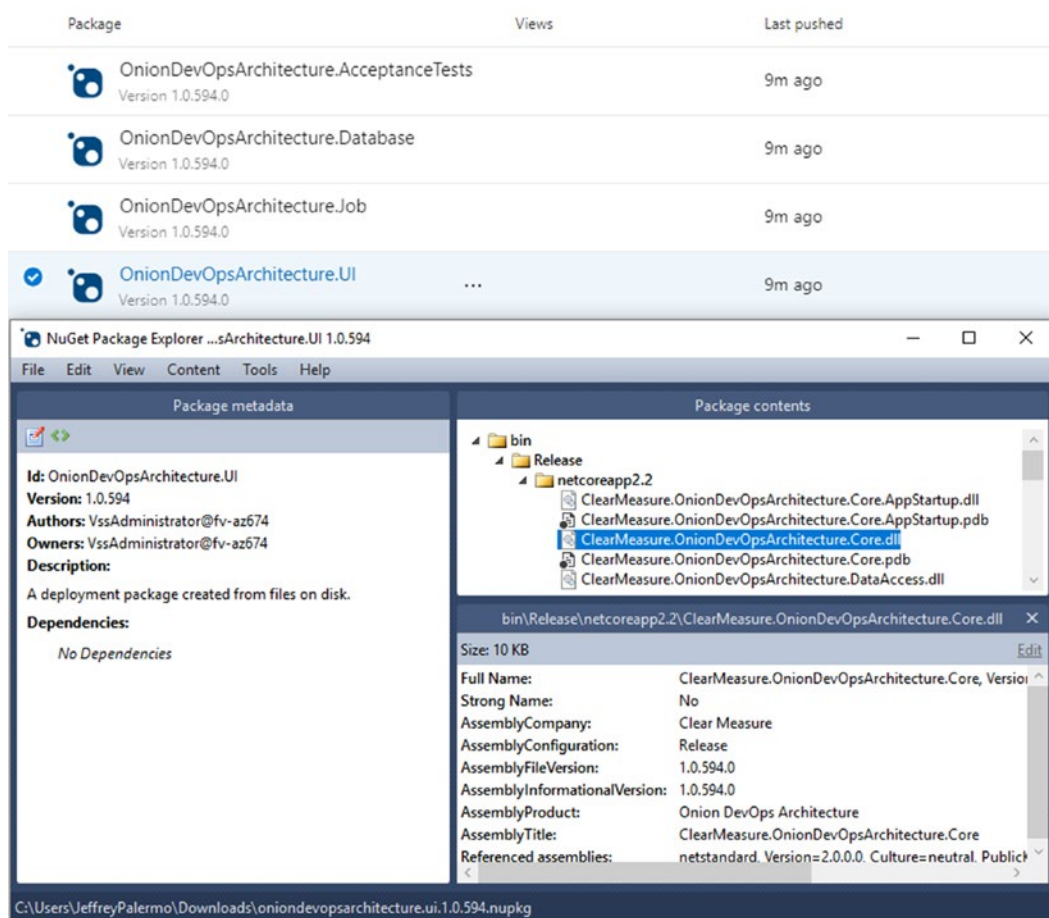 Package Views Last pushed
OnionDevOpsArchitecture.AcceptanceTests
Version 1.0.594.0
9m ago
OnionDevOpsArchitecture.Database
Version 1.0.594.0
9m ago
OnionDevOpsArchitecture.Job
Version 1.0.594.0
9m ago
OnionDevOpsArchitecture.UI
Version 1.0.594.0
...
9m ago
NuGet Package Explorer ...sArchitecture.UI 1.0.594
File Edit View Content Tools Help
Package metadata
Id: OnionDevOpsArchitecture.UI
Version: 1.0.594
Authors: VssAdministrator@fv-az674
Owners: VssAdministrator@fv-az674
Description:
A deployment package created from files on disk.
Dependencies:
No Dependencies
Package contents
bin
Release
netcoreapp2.2
ClearMeasure.OnionDevOpsArchitecture.Core.AppStartup.dll
ClearMeasure.OnionDevOpsArchitecture.Core.AppStartup.pdb
ClearMeasure.OnionDevOpsArchitecture.Core.dll
ClearMeasure.OnionDevOpsArchitecture.Core.pdb
ClearMeasure.OnionDevOpsArchitecture.DataAccess.dll
bin\Release\netcoreapp2.2\ClearMeasure.OnionDevOpsArchitecture.Core.dll
Size: 10 KB Edit
Full Name: ClearMeasure.OnionDevOpsArchitecture.Core, Version
Strong Name: No
AssemblyCompany: Clear Measure
AssemblyConfiguration: Release
AssemblyFileVersion: 1.0.594.0
AssemblyInformationalVersion: 1.0.594.0
AssemblyProduct: Onion DevOps Architecture
AssemblyTitle: ClearMeasure.OnionDevOpsArchitecture.Core
Referenced assemblies: netstandard, Version=2.0.0.0, Culture=neutral, Publick
C:\Users\JeffreyPalermo\Downloads\oniondevopsarchitecture.ui.1.0.594.nupkg